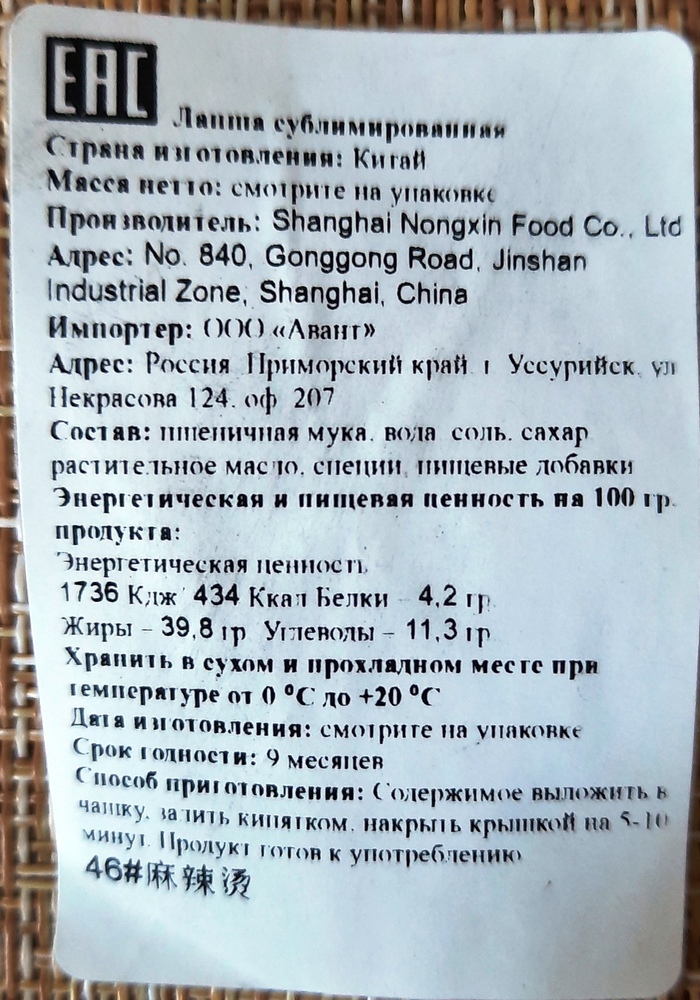 EAC
Лапша сублимированная
Страна изготовления: Китай
Масса нетто: смотрите на упаковке
Производитель: Shanghai Nongxin Food Co., Ltd
Адрес: No. 840, Gonggong Road, Jinshan
Industrial Zone, Shanghai, China
Импортер: ООО «Авант»
Адрес: Россия Приморский край г Уссурийск, ул
Некрасова 124. оф 207
Состав: пшеничная мука, вода соль, сахар
растительное масло, специи, пищевые добавки
Энергетическая и пищевая ценность на 100 гр.
продукта:
Энергетическая ценность
1736 Кдж/ 434 Ккал Белки – 4,2 гр
Жиры – 39,8 гр Углеводы – 11,3 гр
Хранить в сухом и прохладном месте при
температуре от 0 °С до +20 °С
Дата изготовления: смотрите на упаковке
Срок годности: 9 месяцев
Способ приготовления: Содержимое выложить в
чашку, залить кипятком, накрыть крышкой на 5-10
минут. Продукт готов к употреблению
46#麻辣烫